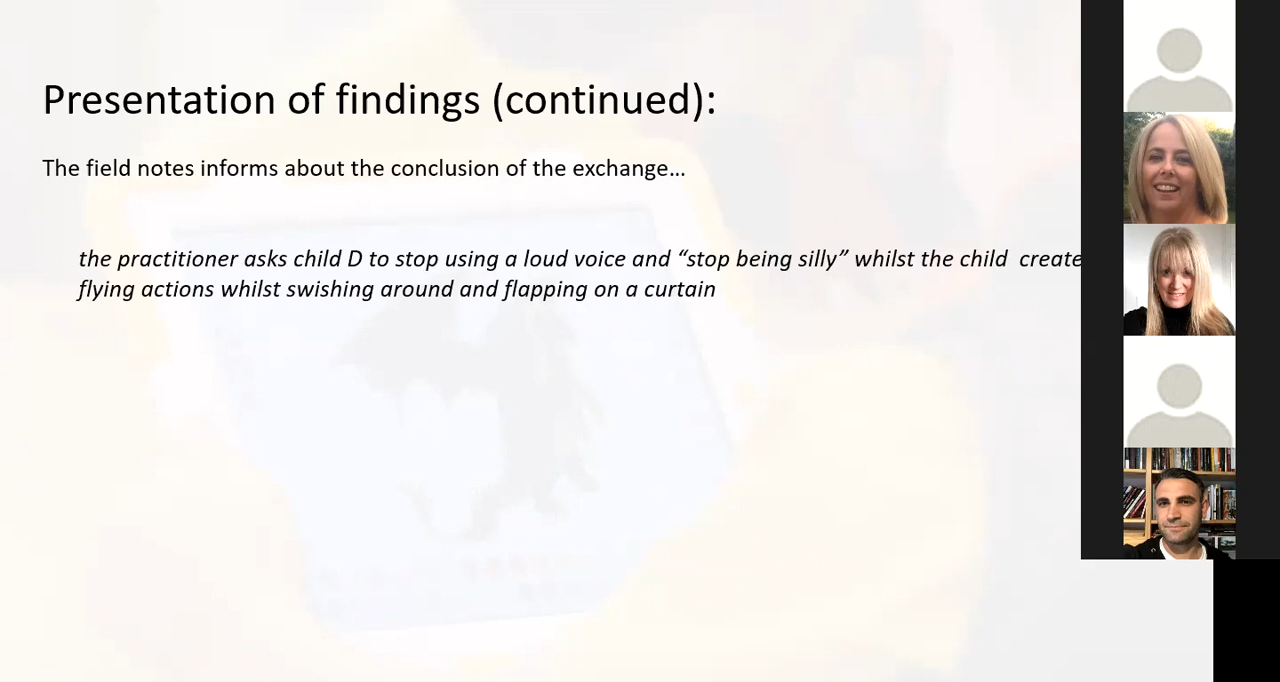 Presentation of findings (continued):
The field notes informs about the conclusion of the exchange…
the practitioner asks child D to stop using a loud voice and “stop being silly” whilst the child  create
flying actions whilst swishing around and flapping on a curtain